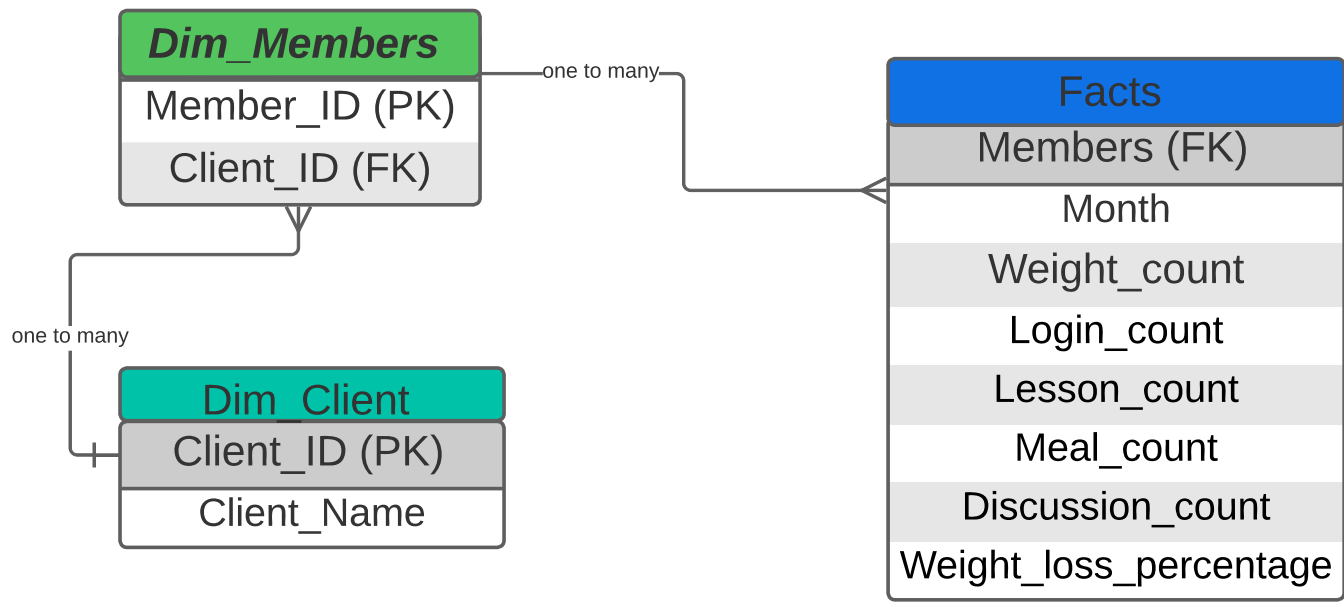 Dim_Members
Member_ID (PK)
Client_ID (FK)
one to many
one to many
Dim_Client
Client_ID (PK)
Client_Name
Facts
Members (FK)
Month
Weight_count
Login_count
Lesson_count
Meal_count
Discussion_count
Weight_loss_percentage